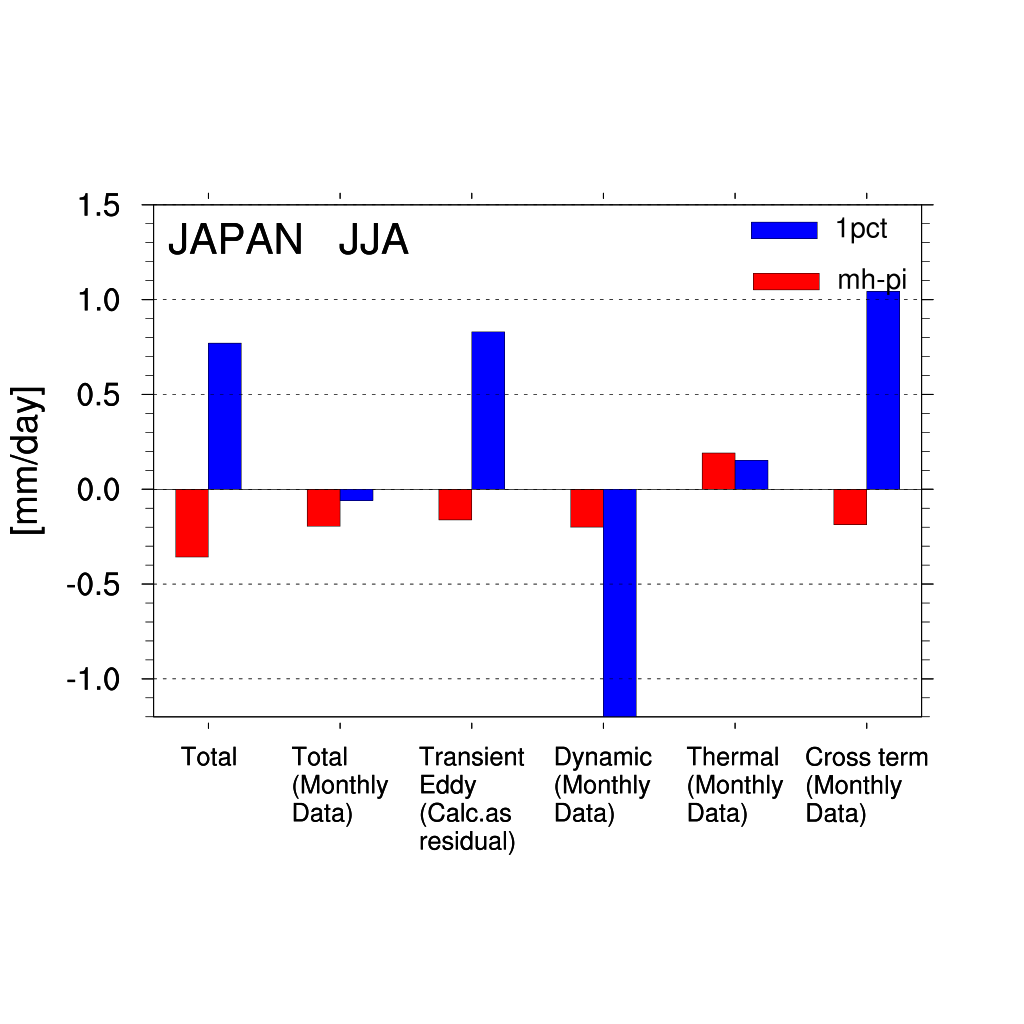 JAPAN JJA
1pct
mh-pi
[mm/day]
1.5
1.0
0.5
0.0
-0.5
-1.0
Total
Total
(Monthly
Data)
Transient
Eddy
(Calc.as
residual)
Dynamic
(Monthly
Data)
Thermal
(Monthly
Data)
Cross term
(Monthly
Data)